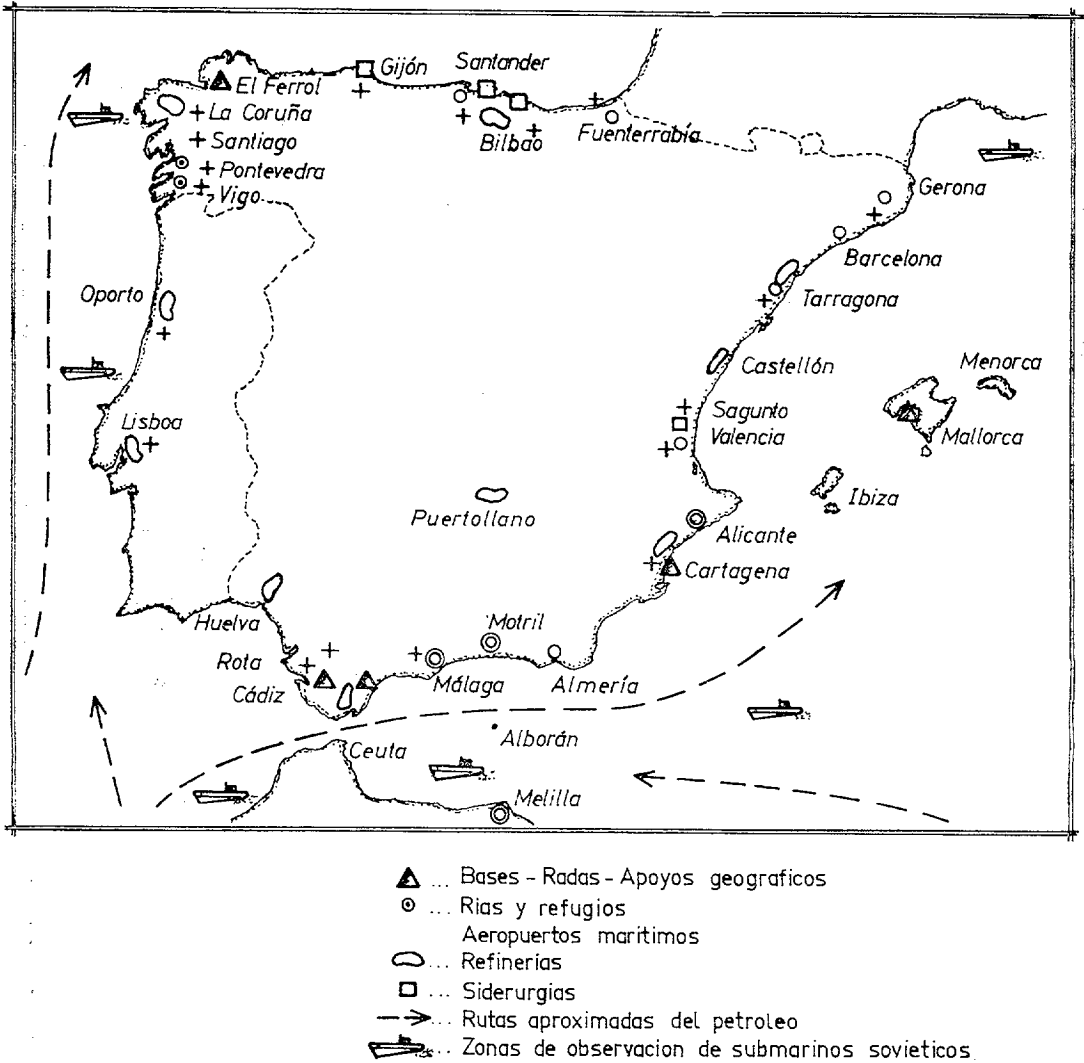 Gijón
Santander
El Ferrol
La Coruña
Santiago
Bilbao
Fuenterrabía
Pontevedra
Vigo
Gerona
Barcelona
Oporto
Tarragona
Castellón
Menorca
Lisboa
Sagunto
Valencia
Mallorca
Puertollano
Ibiza
Alicante
Cartagena
Huelva
Motril
Rota
Cádiz
Málaga
Almería
Ceuta
Alborán
Melilla
... Bases - Radas - Apoyos geograficos
... Rias y refugios
Aeropuertos maritimos
... Refinerias
... Siderurgias
... Rutas aproximadas del petroleo
... Zonas de observacion de submarinos sovieticos.